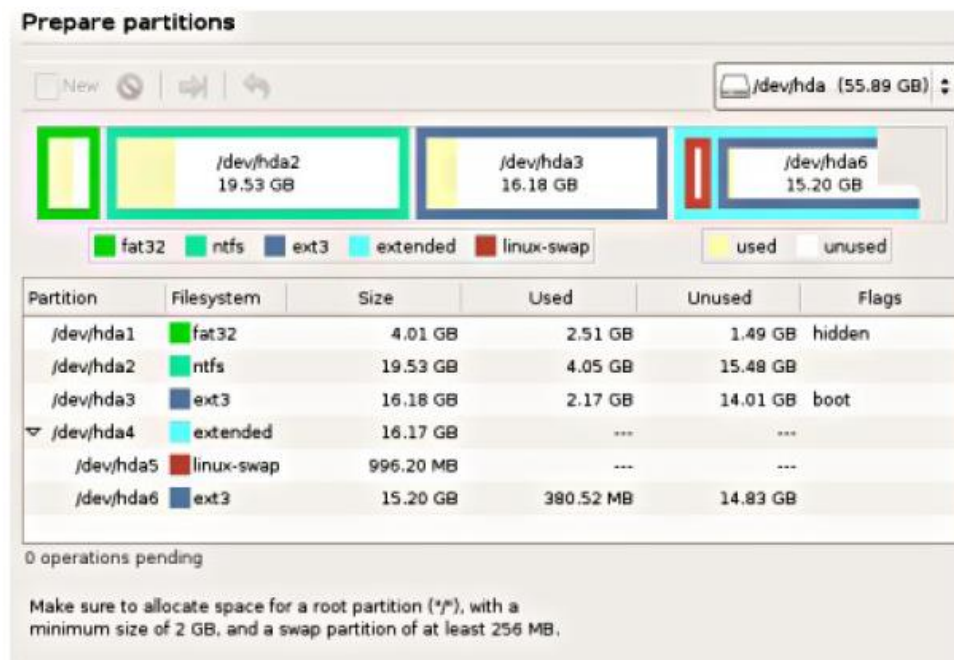 Prepare partitions
New
/dev/hda (55.89 GB)
/dev/hda2
19.53 GB
/dev/hda3
16.18 GB
/dev/hda6
15.20 GB
fat32 ntfs ext3 extended linux-swap used unused
Partition Filesystem Size Used Unused Flags
/dev/hda1 fat32 4.01 GB 2.51 GB 1.49 GB hidden
/dev/hda2 ntfs 19.53 GB 4.05 GB 15.48 GB
/dev/hda3 ext3 16.18 GB 2.17 GB 14.01 GB boot
/dev/hda4 extended 16.17 GB --- ---
/dev/hda5 linux-swap 996.20 MB --- ---
/dev/hda6 ext3 15.20 GB 380.52 MB 14.83 GB
0 operations pending
Make sure to allocate space for a root partition ("/"), with a
minimum size of 2 GB, and a swap partition of at least 256 MB.